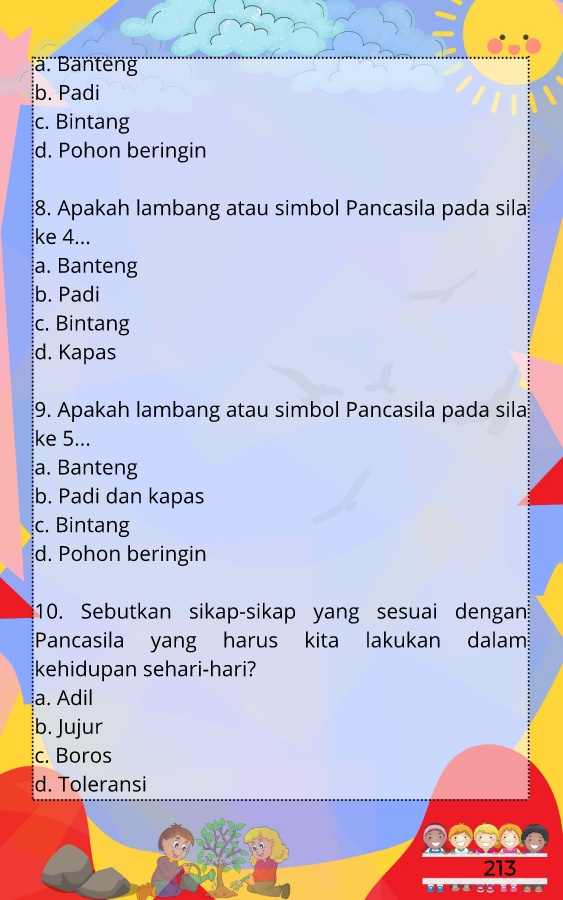 a. Banteng
b. Padi
c. Bintang
d. Pohon beringin
8. Apakah lambang atau simbol Pancasila pada sila
ke 4...
a. Banteng
b. Padi
c. Bintang
d. Kapas
9. Apakah lambang atau simbol Pancasila pada sila
ke 5...
a. Banteng
b. Padi dan kapas
c. Bintang
d. Pohon beringin
10. Sebutkan sikap-sikap yang sesuai dengan
Pancasila yang harus kita lakukan dalam
kehidupan sehari-hari?
a. Adil
b. Jujur
c. Boros
d. Toleransi
213